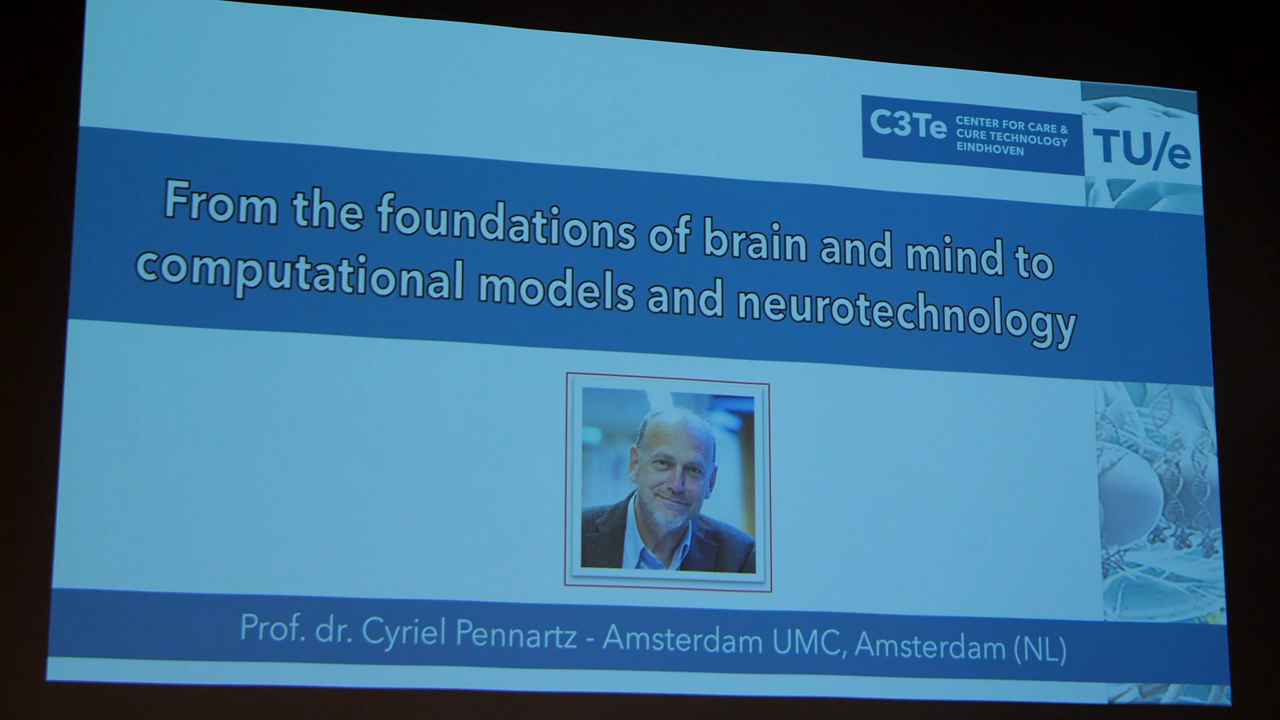 C3Te
CENTER FOR CARE &
CURE TECHNOLOGY
EINDHOVEN
TU/e
From the foundations of brain and mind to
computational models and neurotechnology
Prof. dr. Cyriel Pennartz - Amsterdam UMC, Amsterdam (NL)